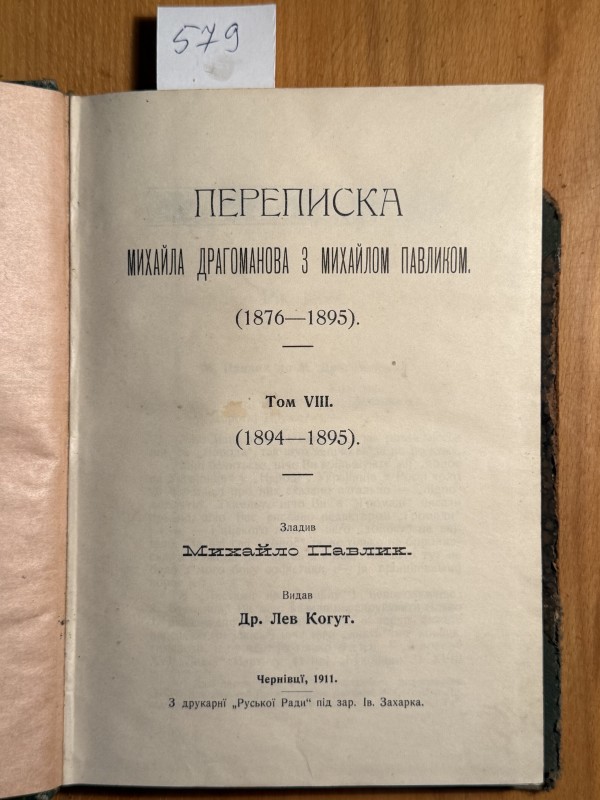 579
ПЕРЕПИСКА
МИХАЙЛА ДРАГОМАНОВА З МИХАЙЛОМ ПАВЛИКОМ.
(1876—1895).
Том VIII.
(1894—1895).
Зладив
Михайло Павлик.
Видав
Др. Лев Когут.
Чернівцї, 1911.
З друкарнї „Руської Ради" під зар. Ів. Захарка.